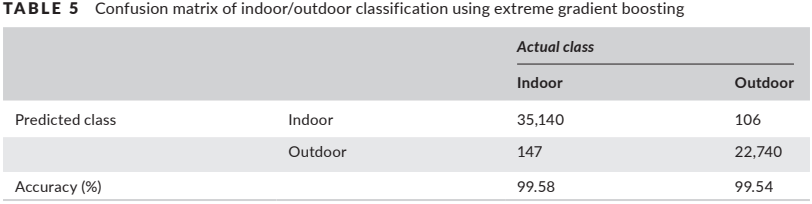 TABLE 5 Confusion matrix of indoor/outdoor classification using extreme gradient boosting
Actual class
Indoor Outdoor
Predicted class Indoor 35,140 106
Outdoor 147 22,740
Accuracy (%) 99.58 99.54